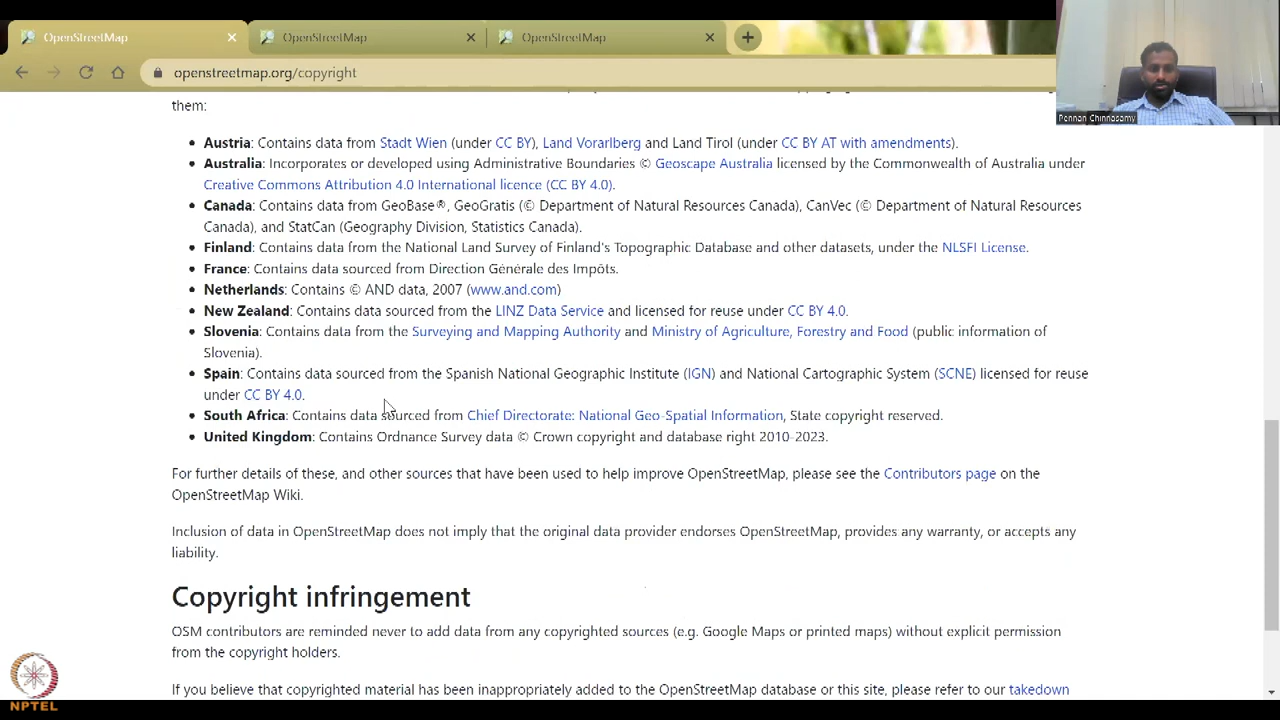 OpenStreetMap
OpenStreetMap
OpenStreetMap
openstreetmap.org/copyright
them:
Austria: Contains data from Stadt Wien (under CC BY), Land Vorarlberg and Land Tirol (under CC BY AT with amendments).
Australia: Incorporates or developed using Administrative Boundaries © Geoscape Australia licensed by the Commonwealth of Australia under
Creative Commons Attribution 4.0 International licence (CC BY 4.0).
Canada: Contains data from GeoBase®, GeoGratis (© Department of Natural Resources Canada), CanVec (© Department of Natural Resources
Canada), and StatCan (Geography Division, Statistics Canada).
Finland: Contains data from the National Land Survey of Finland's Topographic Database and other datasets, under the NLSFI License.
France: Contains data sourced from Direction Générale des Impôts.
Netherlands: Contains © AND data, 2007 (www.and.com)
New Zealand: Contains data sourced from the LINZ Data Service and licensed for reuse under CC BY 4.0.
Slovenia: Contains data from the Surveying and Mapping Authority and Ministry of Agriculture, Forestry and Food (public information of
Slovenia).
Spain: Contains data sourced from the Spanish National Geographic Institute (IGN) and National Cartographic System (SCNE) licensed for reuse
under CC BY 4.0.
South Africa: Contains data sourced from Chief Directorate: National Geo-Spatial Information, State copyright reserved.
United Kingdom: Contains Ordnance Survey data © Crown copyright and database right 2010-2023.
For further details of these, and other sources that have been used to help improve OpenStreetMap, please see the Contributors page on the
OpenStreetMap Wiki.
Inclusion of data in OpenStreetMap does not imply that the original data provider endorses OpenStreetMap, provides any warranty, or accepts any
liability.
Copyright infringement
OSM contributors are reminded never to add data from any copyrighted sources (e.g. Google Maps or printed maps) without explicit permission
from the copyright holders.
If you believe that copyrighted material has been inappropriately added to the OpenStreetMap database or this site, please refer to our takedown
Pennan Chinnasamy
NPTEL